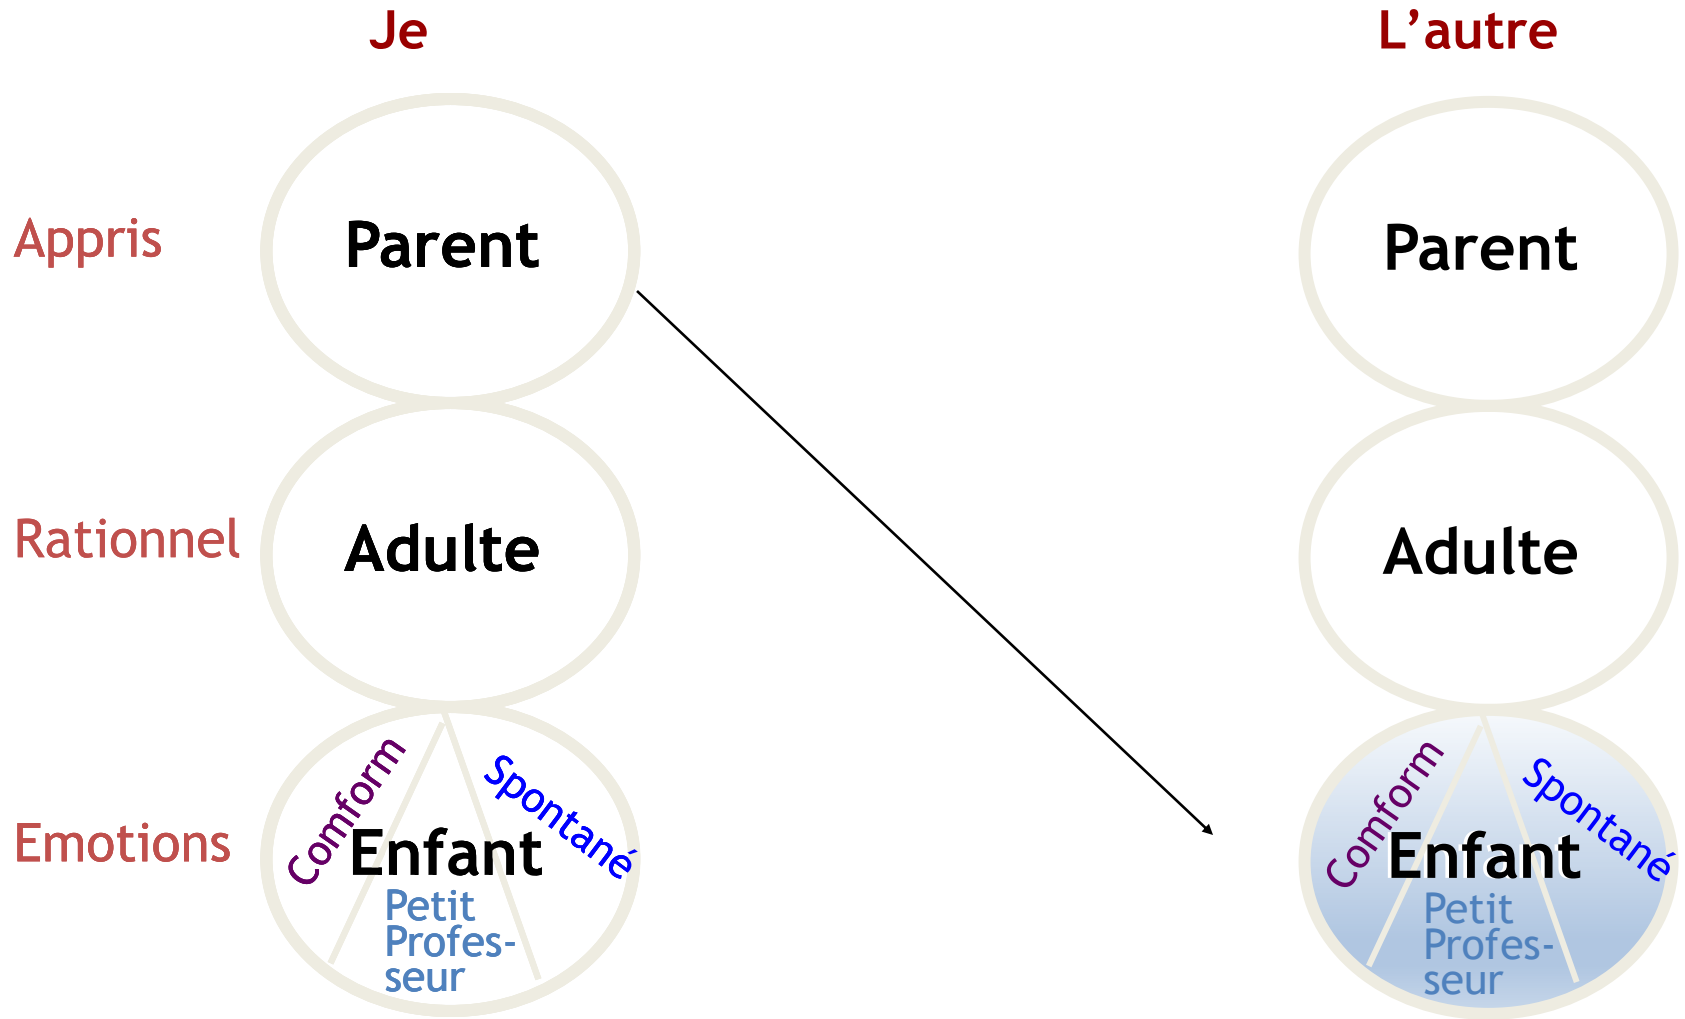 Je
L’autre
Appris
Parent
Parent
Rationnel
Adulte
Adulte
Emotions
Comform
Spontané
Enfant
Petit
Profes-
seur
Comform
Spontané
Enfant
Petit
Profes-
seur